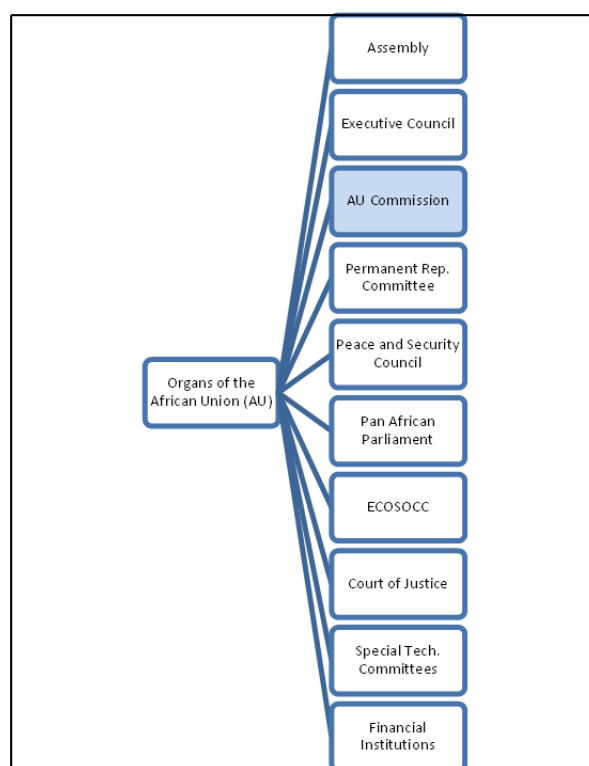 Assembly
Executive Council
AU Commission
Permanent Rep.
Committee
Peace and Security
Council
Organs of the
African Union (AU)
Pan African
Parliament
ECOSOCC
Court of Justice
Special Tech.
Committees
Financial
Institutions